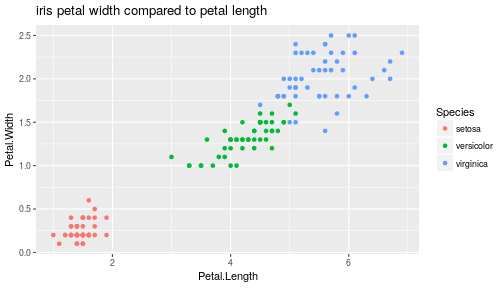 iris petal width compared to petal length
2.5
2.0
1.5
1.0
0.5
0.0
Petal.Width
2
4
6
Petal.Length
Species
setosa
versicolor
virginica